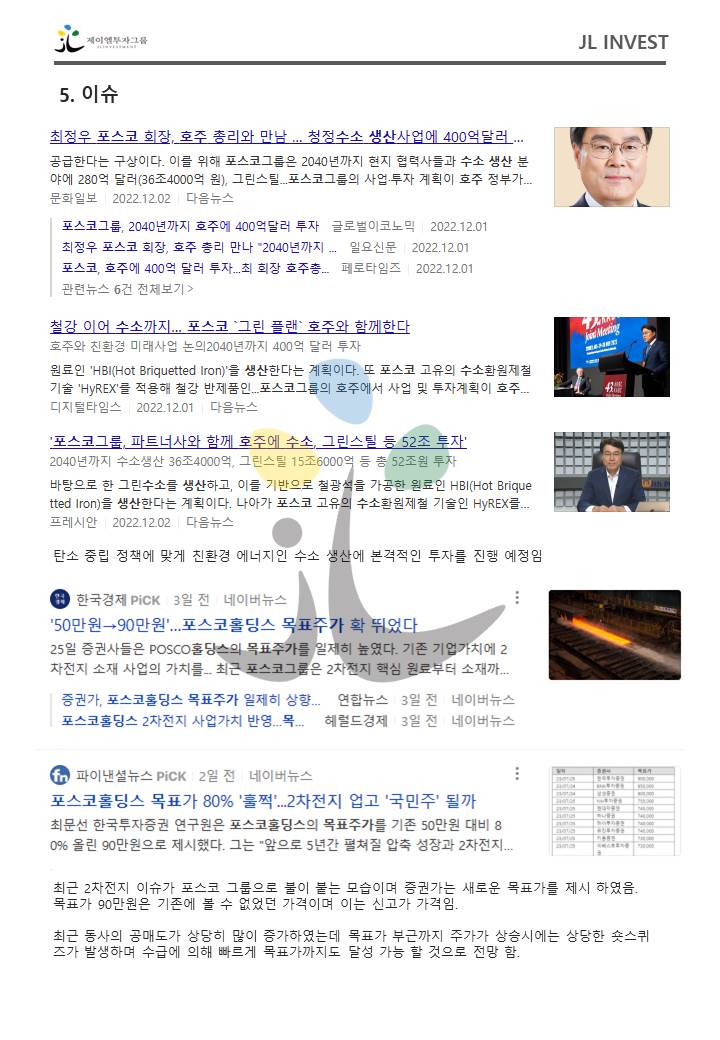 제이엘투자그룹
JL INVESTMENT
JL INVEST
5. 이슈
최정우 포스코 회장, 호주 총리와 만남 ... 청정수소 생산사업에 400억달러 ...
공급한다는 구상이다. 이를 위해 포스코그룹은 2040년까지 현지 협력사들과 수소 생산 분
야에 280억 달러(36조4000억 원), 그린스틸...포스코그룹의 사업·투자 계획이 호주 정부가...
문화일보 | 2022.12.02 | 다음뉴스
포스코그룹, 2040년까지 호주에 400억달러 투자 글로벌이코노믹 | 2022.12.01
최정우 포스코 회장, 호주 총리 만나 "2040년까지 ... 일요신문 | 2022.12.01
포스코, 호주에 400억 달러 투자...최 회장 호주총... 페로타임즈 | 2022.12.01
관련뉴스 6건 전체보기 >
철강 이어 수소까지... 포스코 `그린 플랜` 호주와 함께한다
호주와 친환경 미래사업 논의2040년까지 400억 달러 투자
원료인 'HBI(Hot Briquetted Iron)'을 생산한다는 계획이다. 또 포스코 고유의 수소환원제철
기술 'HyREX'를 적용해 철강 반제품인...포스코그룹의 호주에서 사업 및 투자계획이 호주...
디지털타임스 | 2022.12.01 | 다음뉴스
'포스코그룹, 파트너사와 함께 호주에 수소, 그린스틸 등 52조 투자'
2040년까지 수소생산 36조4000억, 그린스틸 15조6000억 등 총 52조원 투자
바탕으로 한 그린수소를 생산하고, 이를 기반으로 철광석을 가공한 원료인 HBI(Hot Brique
tted Iron)을 생산한다는 계획이다. 나아가 포스코 고유의 수소환원제철 기술인 HyREX를...
프레시안 | 2022.12.02 | 다음뉴스
탄소 중립 정책에 맞게 친환경 에너지인 수소 생산에 본격적인 투자를 진행 예정임
한국경제 PiCK | 3일 전 | 네이버뉴스
'50만원→90만원'...포스코홀딩스 목표주가 확 뛰었다
25일 증권사들은 POSCO홀딩스의 목표주가를 일제히 높였다. 기존 기업가치에 2
차전지 소재 사업의 가치를... 최근 포스코그룹은 2차전지 핵심 원료부터 소재까...
증권가, 포스코홀딩스 목표주가 일제히 상향... 연합뉴스 | 3일 전 | 네이버뉴스
포스코홀딩스 2차전지 사업가치 반영...목... 헤럴드경제 | 3일 전 | 네이버뉴스
파이낸셜뉴스 PiCK | 2일 전 | 네이버뉴스
포스코홀딩스 목표가 80% '훌쩍'...2차전지 업고 '국민주' 될까
최문선 한국투자증권 연구원은 포스코홀딩스의 목표주가를 기존 50만원 대비 8
0% 올린 90만원으로 제시했다. 그는 "앞으로 5년간 펼쳐질 압축 성장과 2차전지...
최근 2차전지 이슈가 포스코 그룹으로 불이 붙는 모습이며 증권가는 새로운 목표가를 제시 하였음.
목표가 90만원은 기존에 볼 수 없었던 가격이며 이는 신고가 가격임.
최근 동사의 공매도가 상당히 많이 증가하였는데 목표가 부근까지 주가가 상승시에는 상당한 숏스퀴
즈가 발생하며 수급에 의해 빠르게 목표가까지도 달성 가능 할 것으로 전망 함.